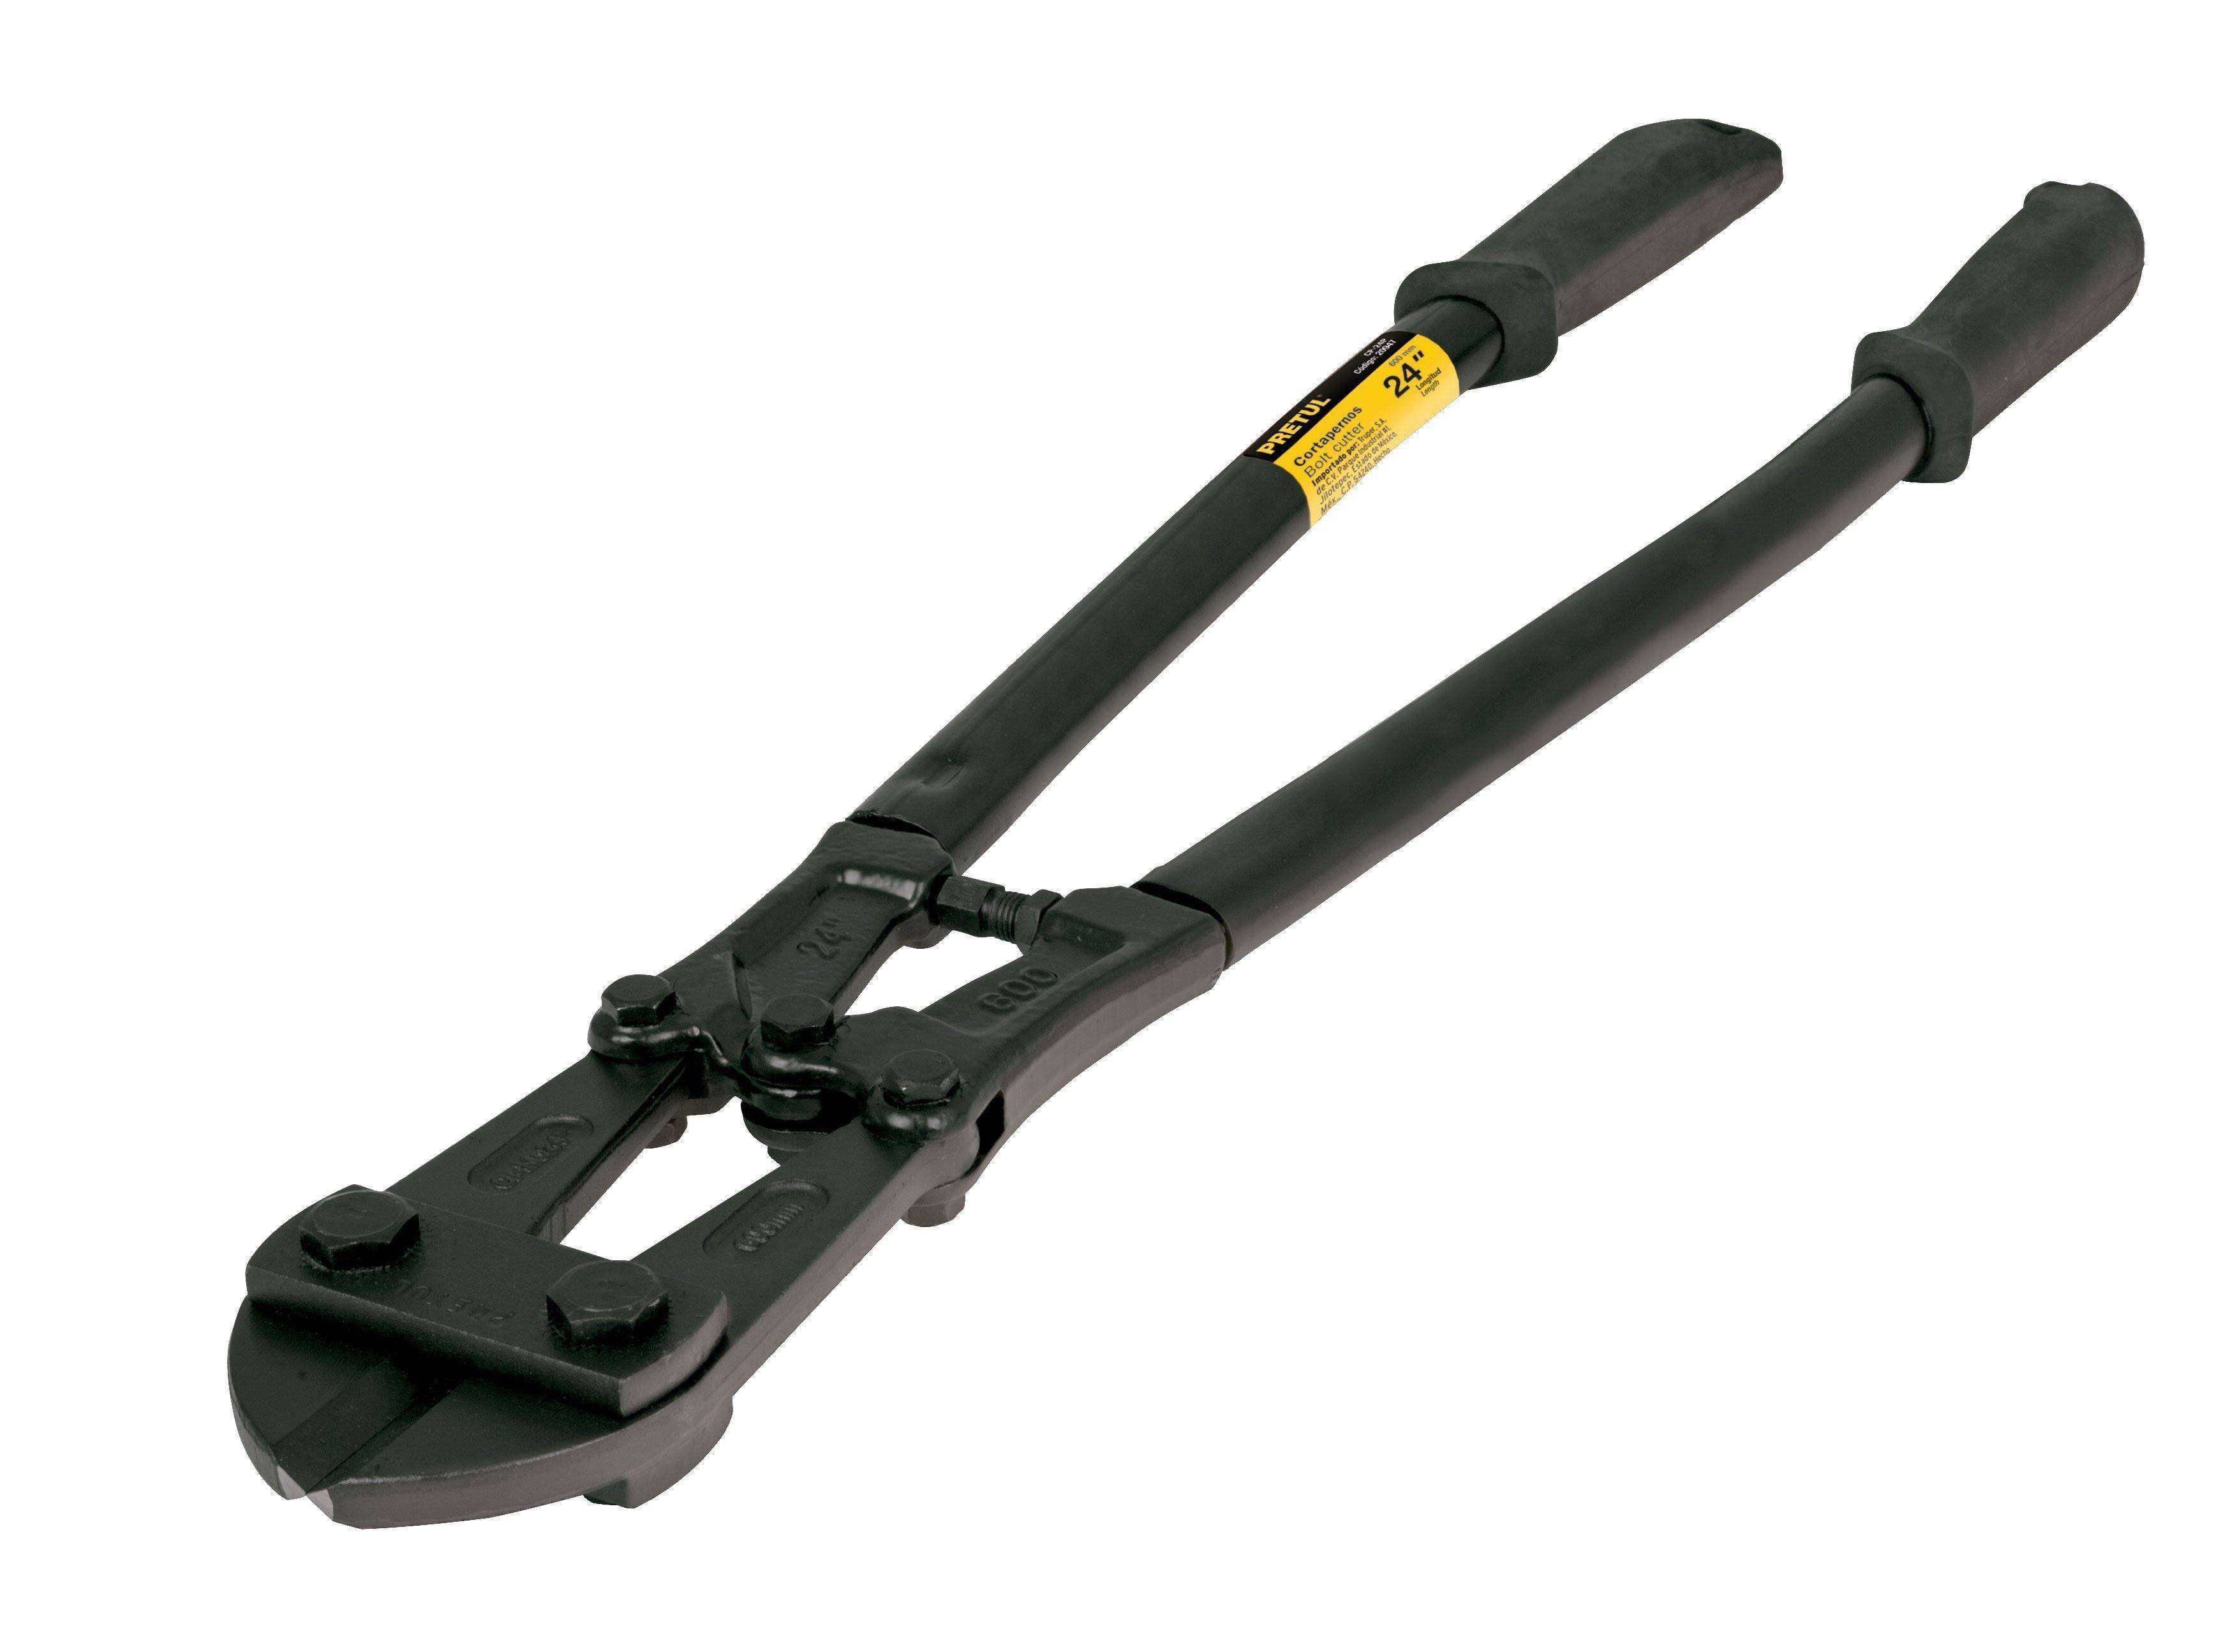 PRETUL
CP-24P
Código: 20047
Cortapernos
Bolt cutter
600 mm
24"
Longitud
Length
Importado por: Truper, S.A.
de C.V. Parque Industrial #1,
Jilotepec, Estado de México,
Méx., C.P. 54240. Hecho
24"
600
PRETUL